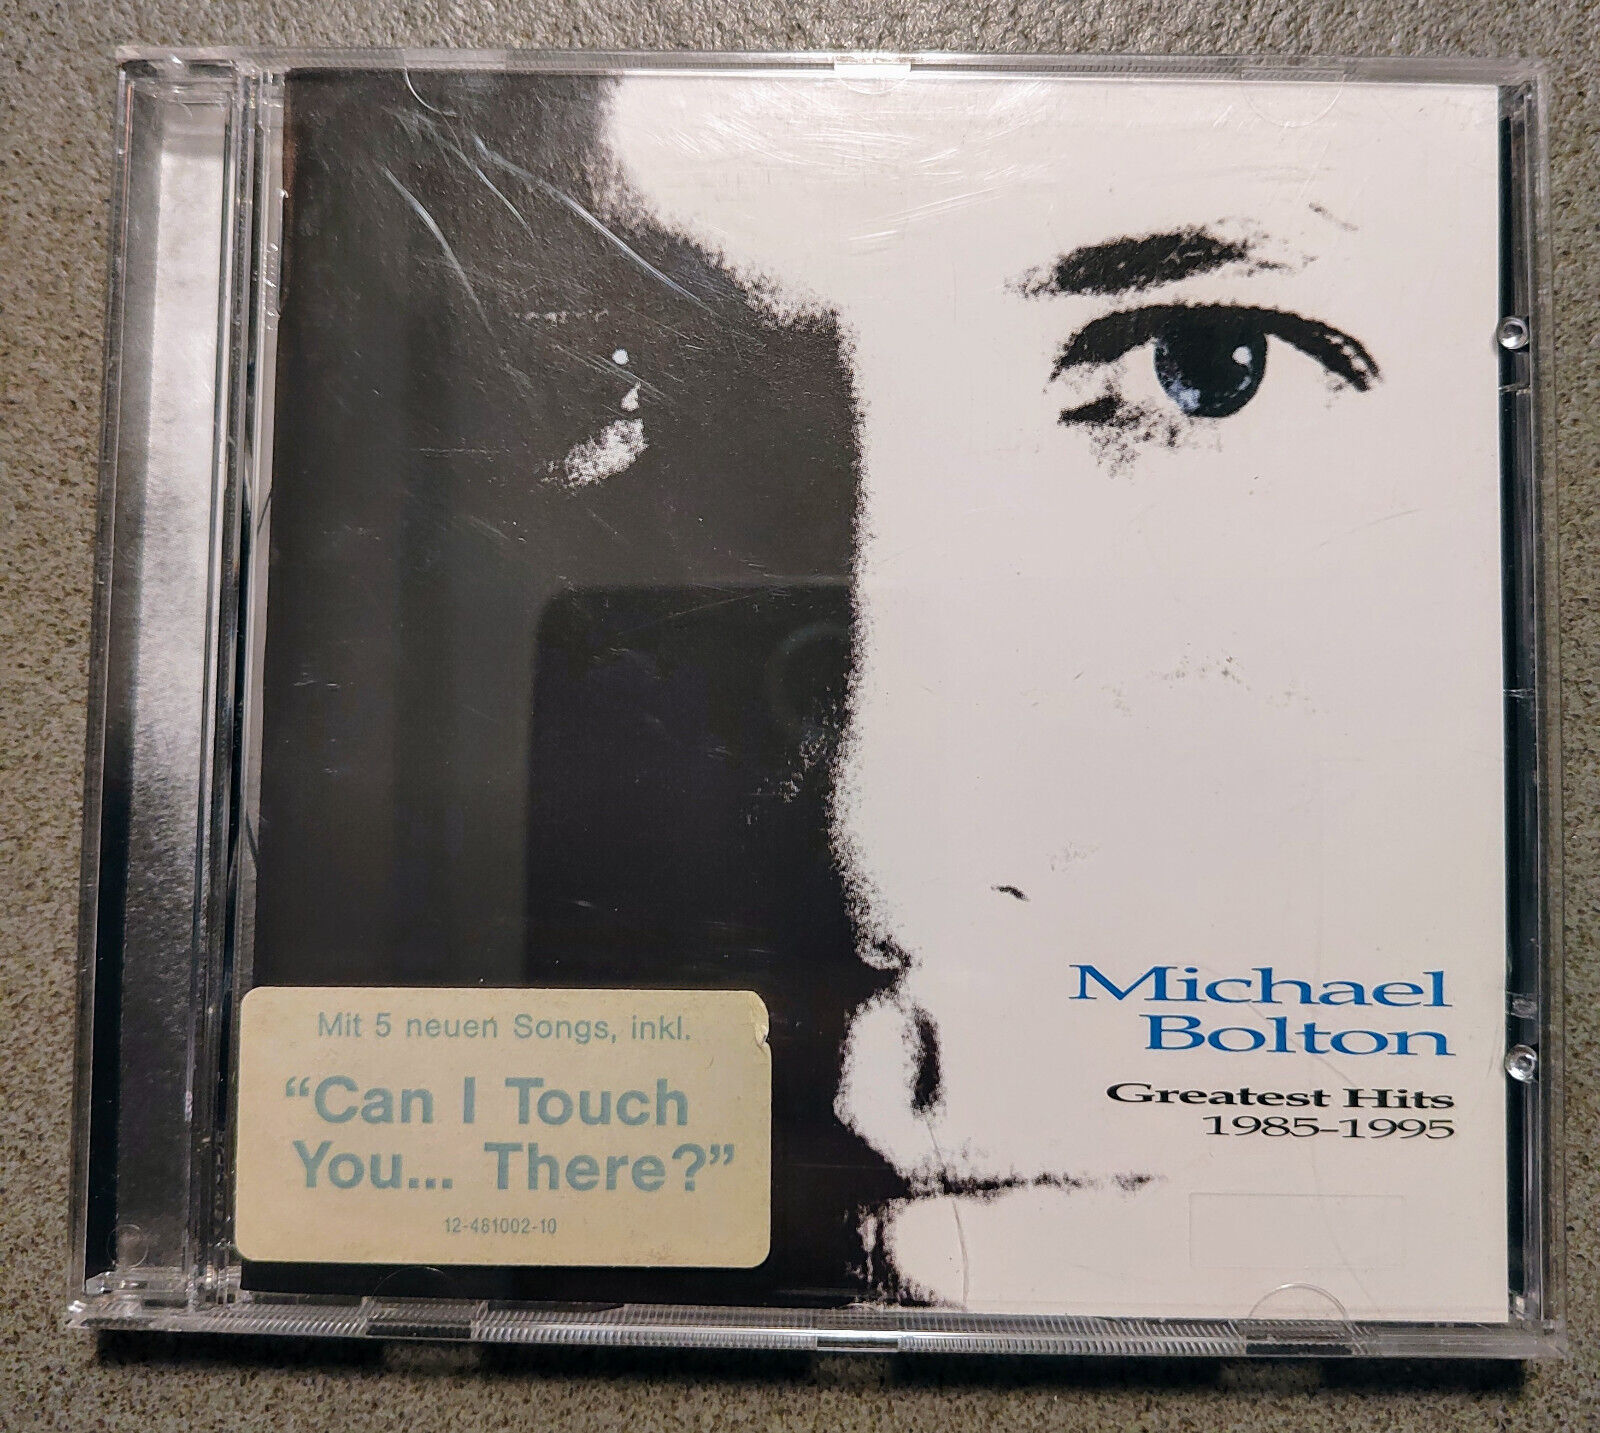 Michael
Bolton
Greatest Hits
1985-1995
Mit 5 neuen Songs, inkl.
“Can I Touch
You... There?”
12-481002-10